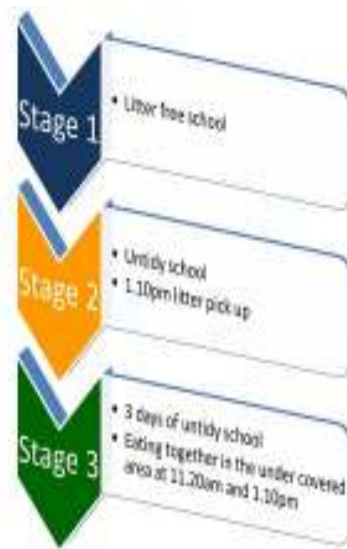 Stage 1
• Litter free school
Stage 2
• Untidy school
• 1.10pm litter pick up
Stage 3
• 3 days of untidy school
• Eating together in the under covered
area at 11.20am and 1.10pm